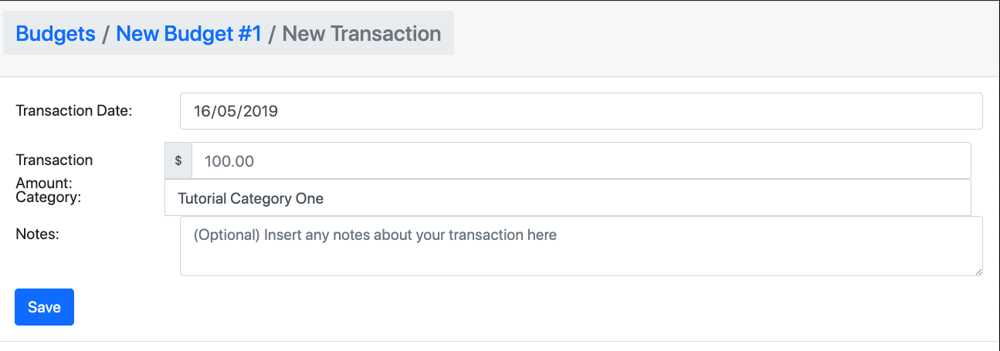 Budgets / New Budget #1 / New Transaction
Transaction Date: 16/05/2019
Transaction $ 100.00
Amount:
Category: Tutorial Category One
Notes: (Optional) Insert any notes about your transaction here
Save